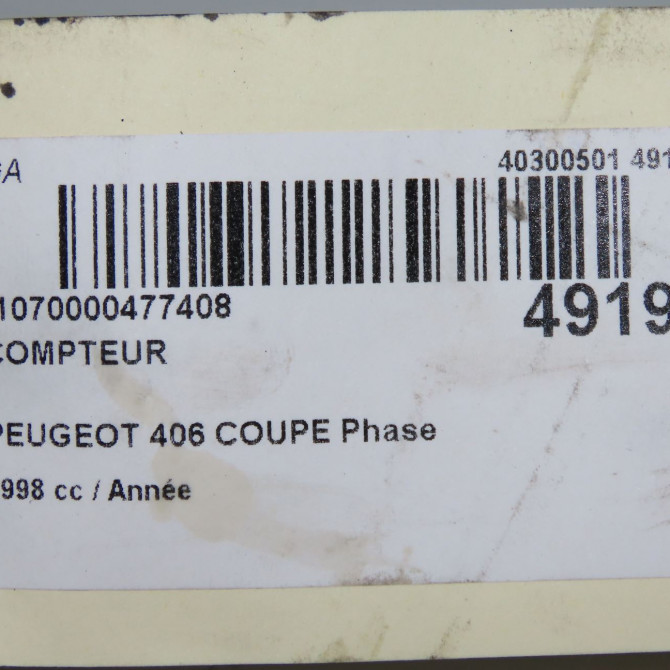 A
40300501 491
1070000477408
4919
COMPTEUR
PEUGEOT 406 COUPE Phase
998 cc / Année